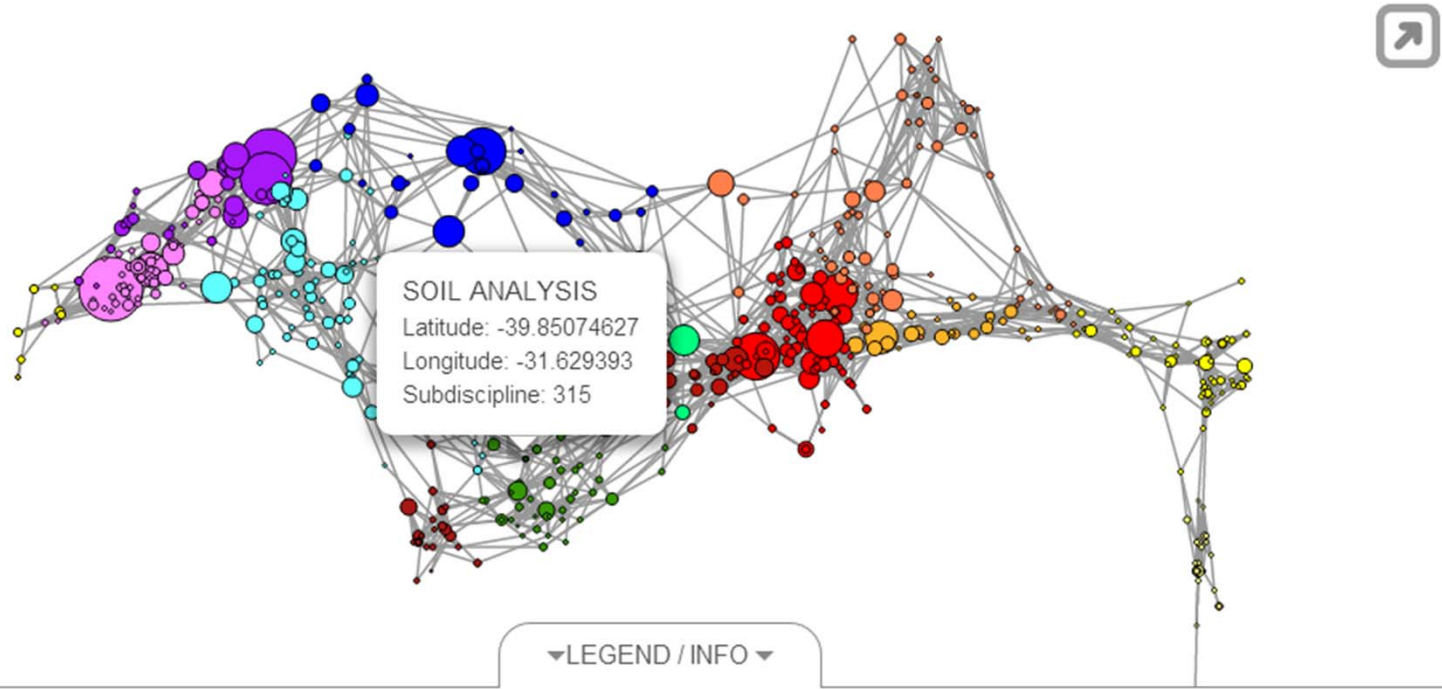 SOIL ANALYSIS
Latitude: -39.85074627
Longitude: -31.629393
Subdiscipline: 315
LEGEND / INFO